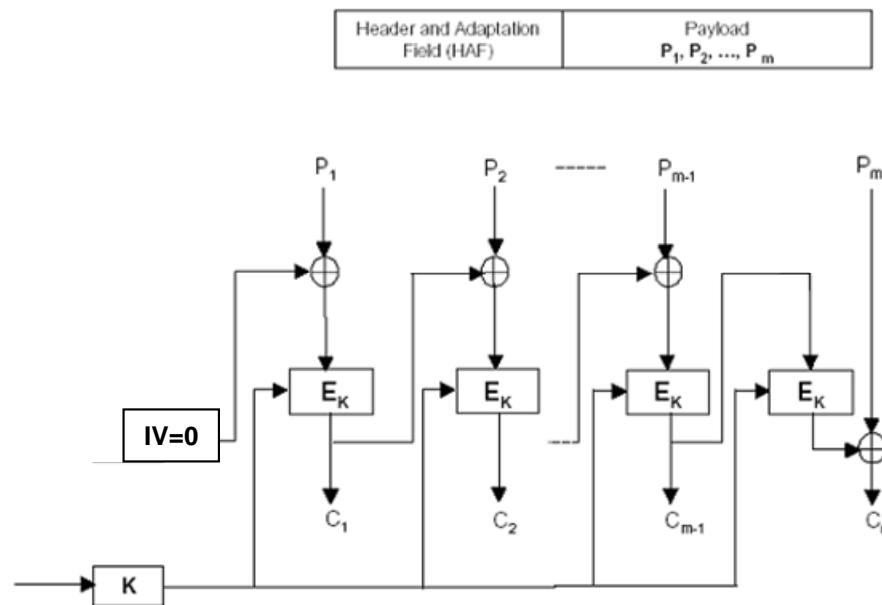 Header and Adaptation
Field (HAF)
Payload
P1, P2, ..., Pm
P1
P2
-----
Pm-1
Pm
EK
EK
EK
EK
IV=0
C1
C2
Cm-1
K